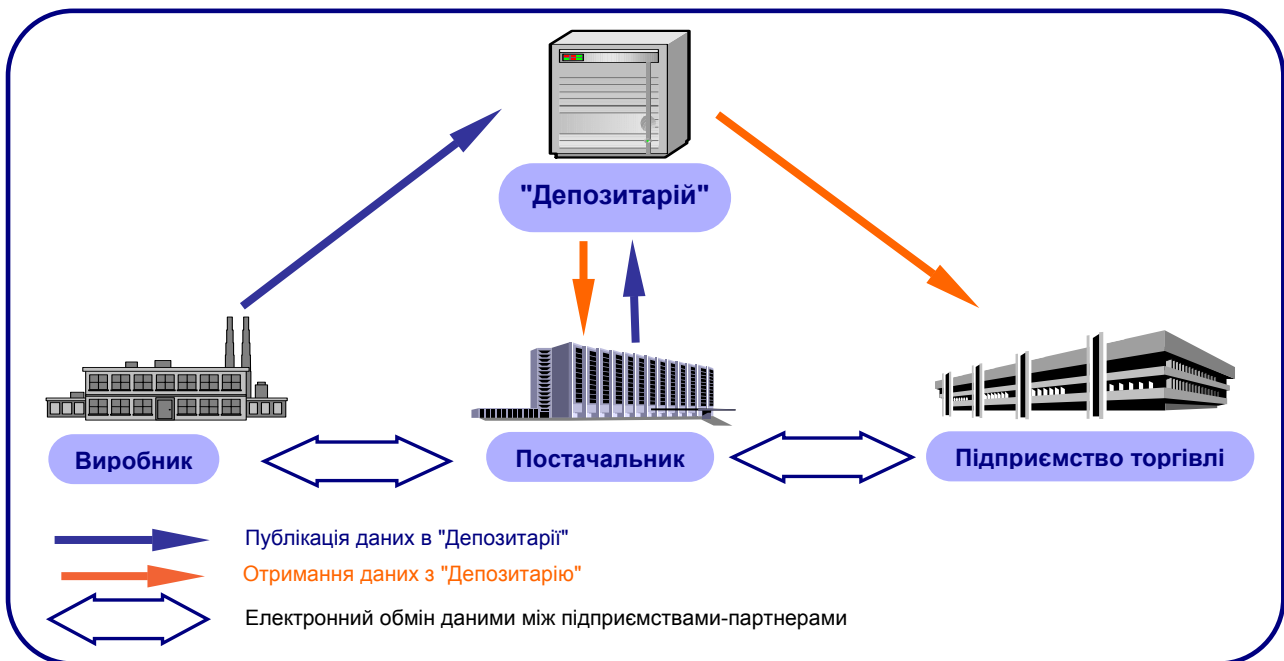 "Депозитарій"
Виробник
Постачальник
Підприємство торгівлі
Публікація даних в "Депозитарії"
Отримання даних з "Депозитарію"
Електронний обмін даними між підприємствами-партнерами